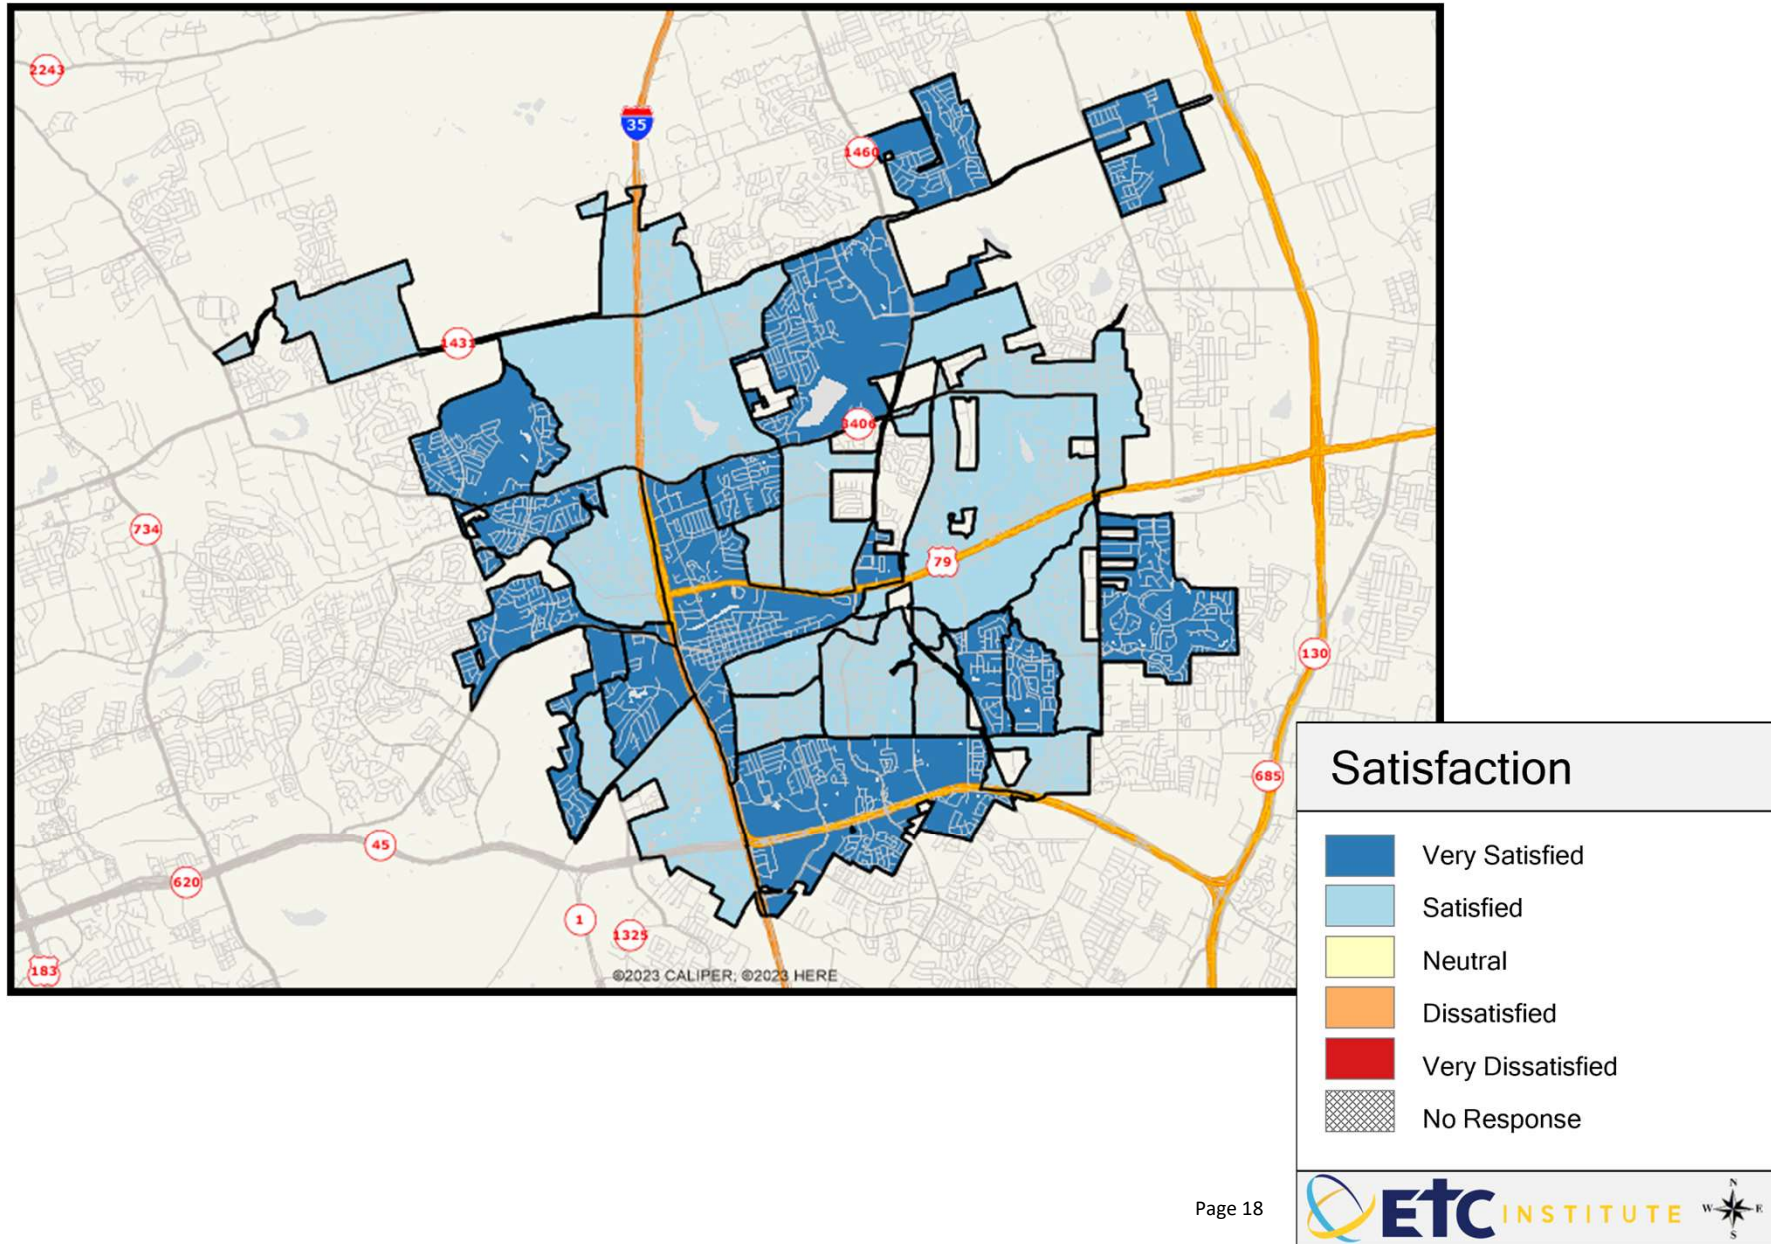 2243
35
1460
1431
3406
734
79
130
685
45
620
1
1325
183
©2023 CALIPER; ©2023 HERE
Satisfaction
Very Satisfied
Satisfied
Neutral
Dissatisfied
Very Dissatisfied
No Response
Page 18
ETC INSTITUTE
N
W E
S